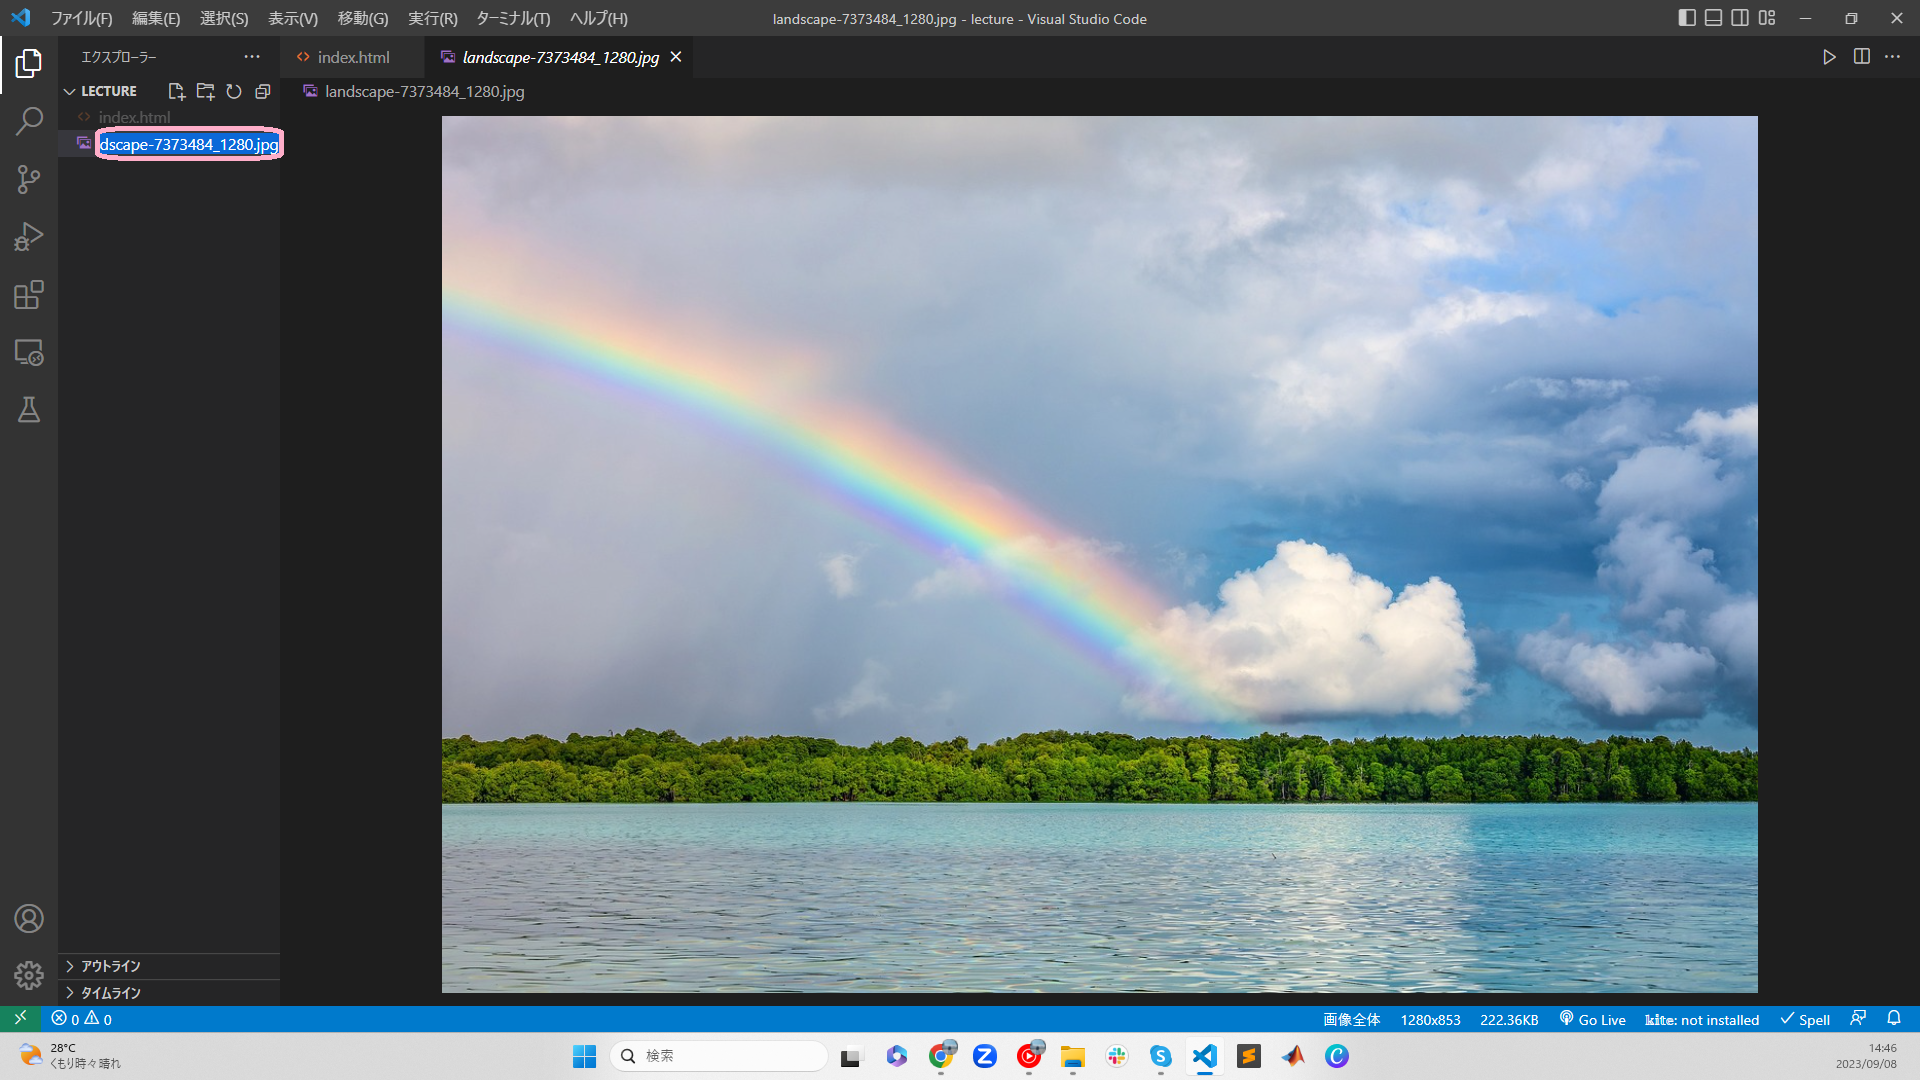 ファイル(F) 編集(E) 選択(S) 表示(V) 移動(G) 実行(R) ターミナル(T) ヘルプ(H) landscape-7373484_1280.jpg - lecture - Visual Studio Code
エクスプローラー
index.html
landscape-7373484_1280.jpg
LECTURE
landscape-7373484_1280.jpg
index.html
dscape-7373484_1280.jpg
アウトライン
タイムライン
0 0
画像全体 1280x853 222.36KB Go Live kite: not installed Spell
28°C
くもり時々晴れ
検索
14:46
2023/09/08